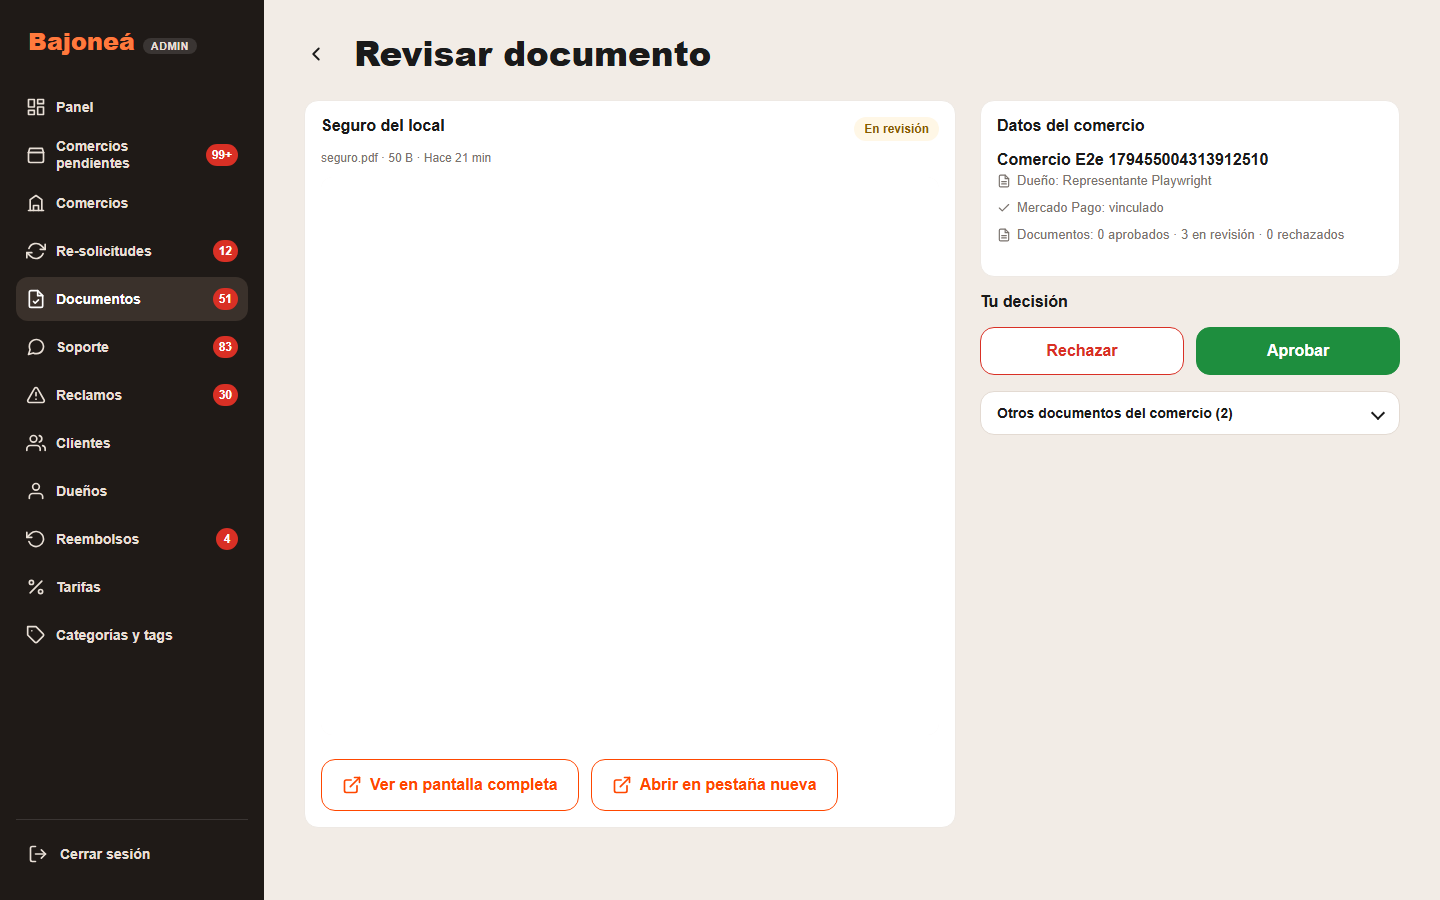 Bajoneá ADMIN
Panel
Comercios
pendientes
99+
Comercios
Re-solicitudes 12
Documentos 51
Soporte 83
Reclamos 30
Clientes
Dueños
Reembolsos 4
Tarifas
Categorías y tags
Cerrar sesión
Revisar documento
Seguro del local
En revisión
seguro.pdf · 50 B · Hace 21 min
Ver en pantalla completa
Abrir en pestaña nueva
Datos del comercio
Comercio E2e 179455004313912510
Dueño: Representante Playwright
Mercado Pago: vinculado
Documentos: 0 aprobados · 3 en revisión · 0 rechazados
Tu decisión
Rechazar
Aprobar
Otros documentos del comercio (2)